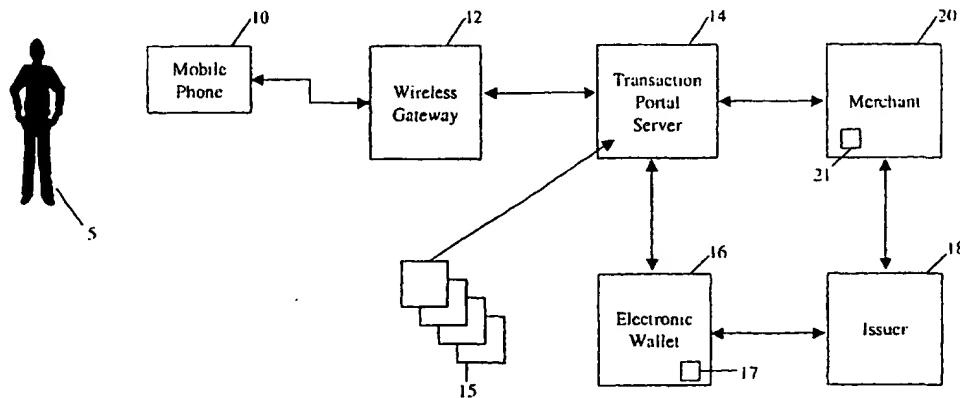 10
12
14
20
Mobile
Phone
Wireless
Gateway
Transaction
Portal
Server
Merchant
21
5
16
18
Electronic
Wallet
Issuer
17
15